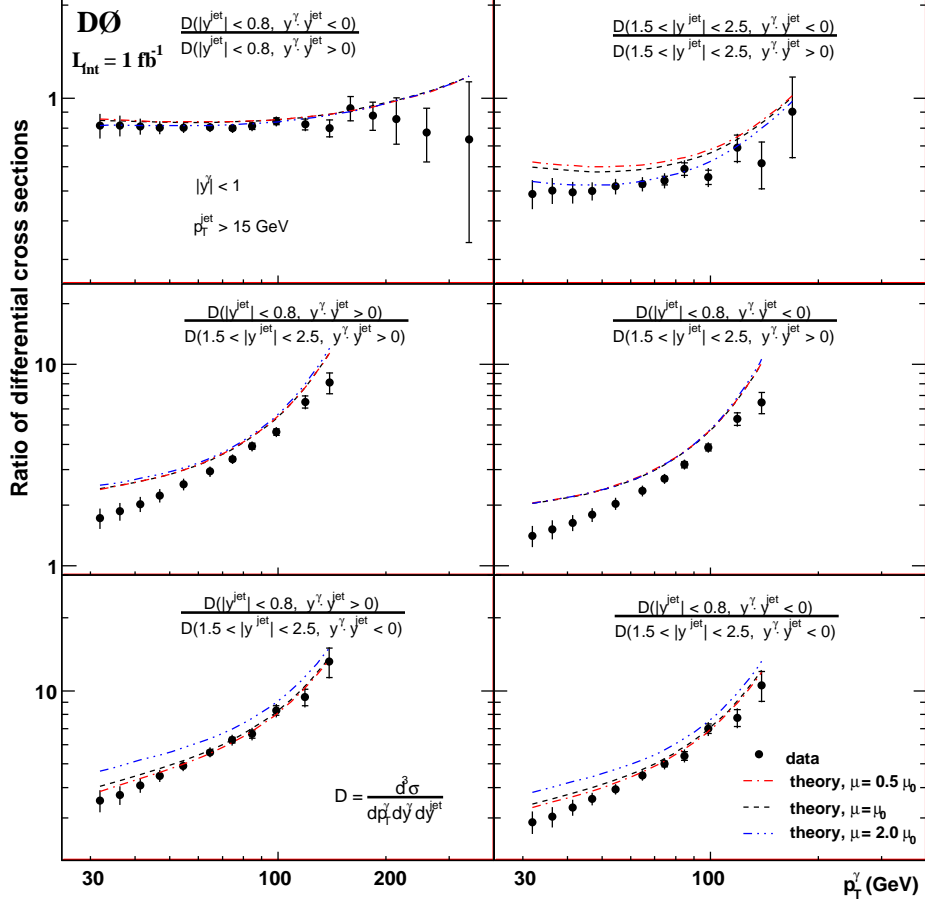 DØ
L_int = 1 fb^-1
D(|y^jet| < 0.8, y^γ · y^jet < 0)
D(|y^jet| < 0.8, y^γ · y^jet > 0)
|y^γ| < 1
p_T^jet > 15 GeV
1
D(1.5 < |y^jet| < 2.5, y^γ · y^jet < 0)
D(1.5 < |y^jet| < 2.5, y^γ · y^jet > 0)
Ratio of differential cross sections
D(|y^jet| < 0.8, y^γ · y^jet > 0)
D(1.5 < |y^jet| < 2.5, y^γ · y^jet > 0)
10
1
D(|y^jet| < 0.8, y^γ · y^jet < 0)
D(1.5 < |y^jet| < 2.5, y^γ · y^jet > 0)
D(|y^jet| < 0.8, y^γ · y^jet > 0)
D(1.5 < |y^jet| < 2.5, y^γ · y^jet < 0)
10
D = d^3σ
dp_T^γ dy^γ dy^jet
D(|y^jet| < 0.8, y^γ · y^jet < 0)
D(1.5 < |y^jet| < 2.5, y^γ · y^jet < 0)
data
theory, μ = 0.5 μ_0
theory, μ = μ_0
theory, μ = 2.0 μ_0
30 100 200 30 100
p_T^γ (GeV)